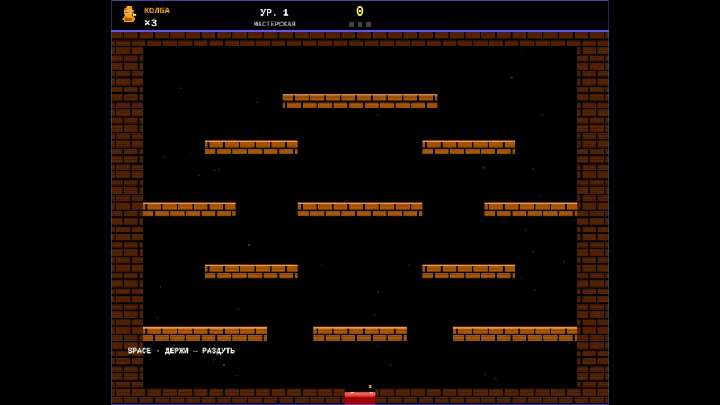 КОЛБА
×3
УР. 1
МАСТЕРСКАЯ
0
SPACE · ДЕРЖИ — РАЗДУТЬ